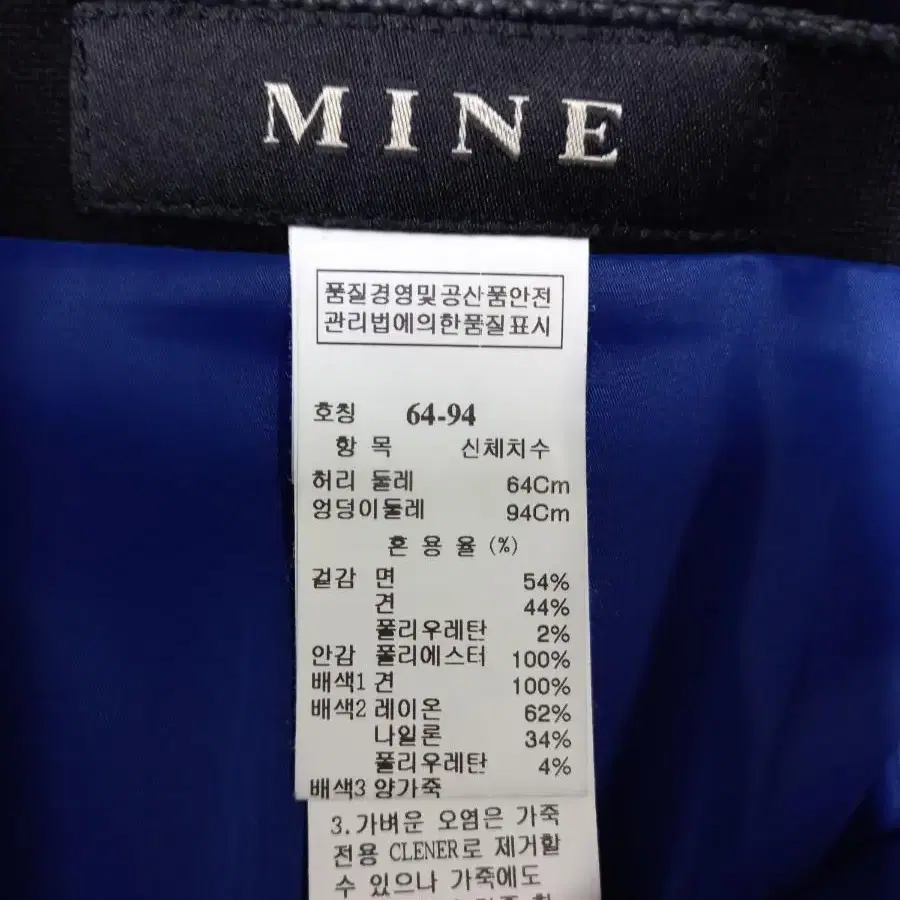 MINE
품질경영및공산품안전
관리법에의한품질표시
호칭 64-94
항 목 신체치수
허리 둘레 64Cm
엉덩이둘레 94Cm
혼 용 율 (%)
겉감 면 54%
견 44%
폴리우레탄 2%
안감 폴리에스터 100%
배색1 견 100%
배색2 레이온 62%
나일론 34%
폴리우레탄 4%
배색3 양가죽
3.가벼운 오염은 가죽
전용 CLENER로 제거할
수 있으나 가죽에도